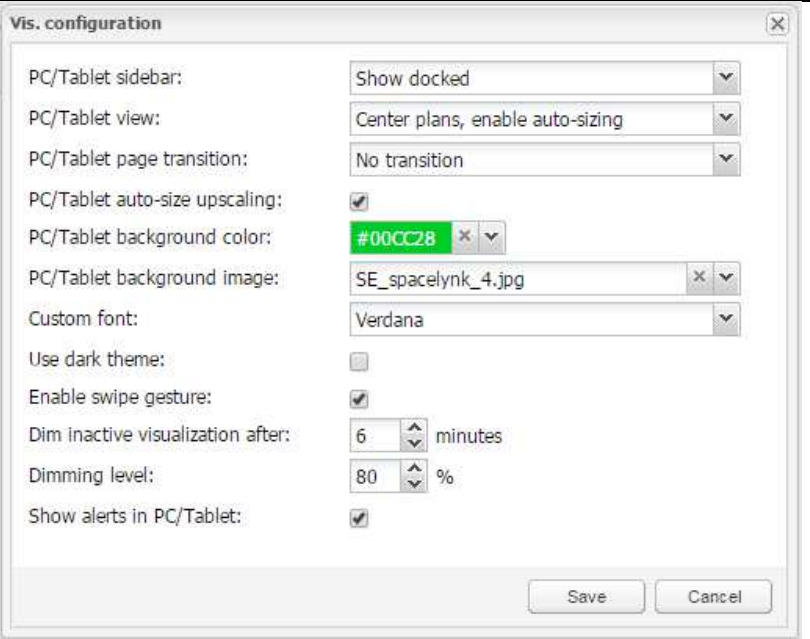 Vis. configuration
PC/Tablet sidebar: Show docked
PC/Tablet view: Center plans, enable auto-sizing
PC/Tablet page transition: No transition
PC/Tablet auto-size upscaling:
PC/Tablet background color: #00CC28
PC/Tablet background image: SE_spacelynk_4.jpg
Custom font: Verdana
Use dark theme:
Enable swipe gesture:
Dim inactive visualization after: 6 minutes
Dimming level: 80 %
Show alerts in PC/Tablet:
Save Cancel